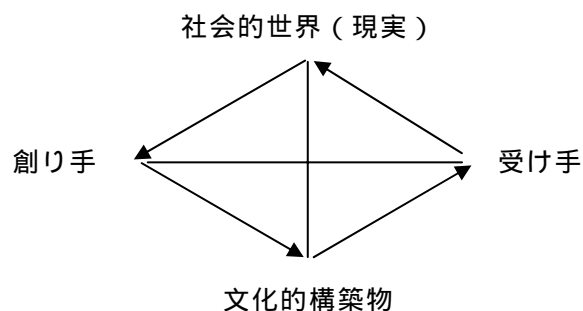 社会的世界（現実）
創り手
受け手
文化的構築物